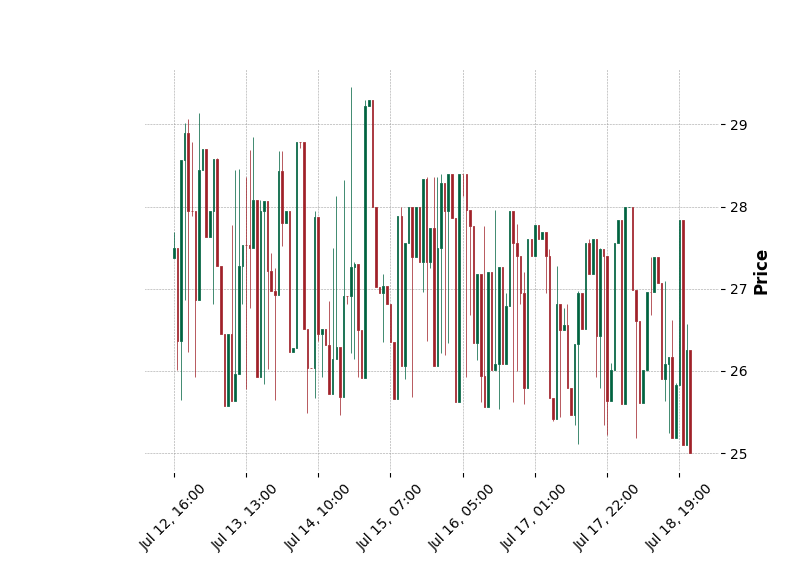 29
28
27
26
25
Price
Jul 12, 16:00
Jul 13, 13:00
Jul 14, 10:00
Jul 15, 07:00
Jul 16, 05:00
Jul 17, 01:00
Jul 17, 22:00
Jul 18, 19:00